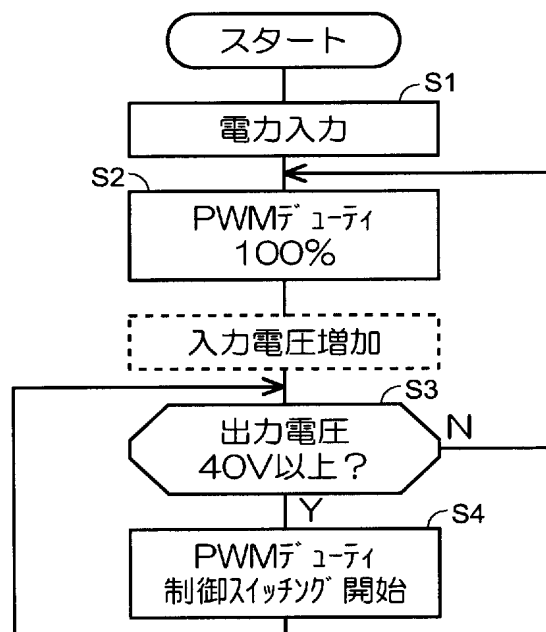 スタート
S1
電力入力
S2
PWMデューティ
100%
入力電圧増加
S3
出力電圧
40V以上?
N
Y
S4
PWMデューティ
制御スイッチング開始